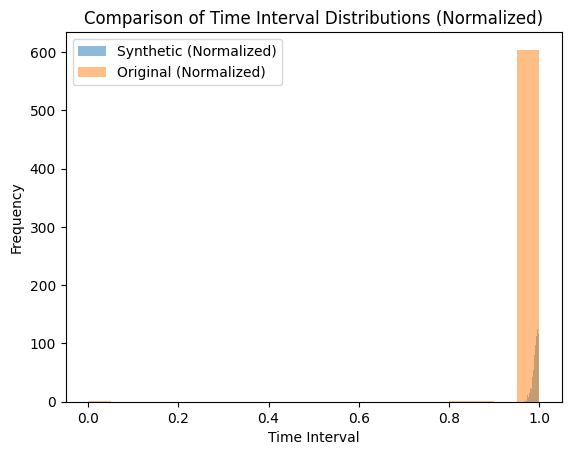 Comparison of Time Interval Distributions (Normalized)
Synthetic (Normalized)
Original (Normalized)
Frequency
600
500
400
300
200
100
0
0.0 0.2 0.4 0.6 0.8 1.0
Time Interval